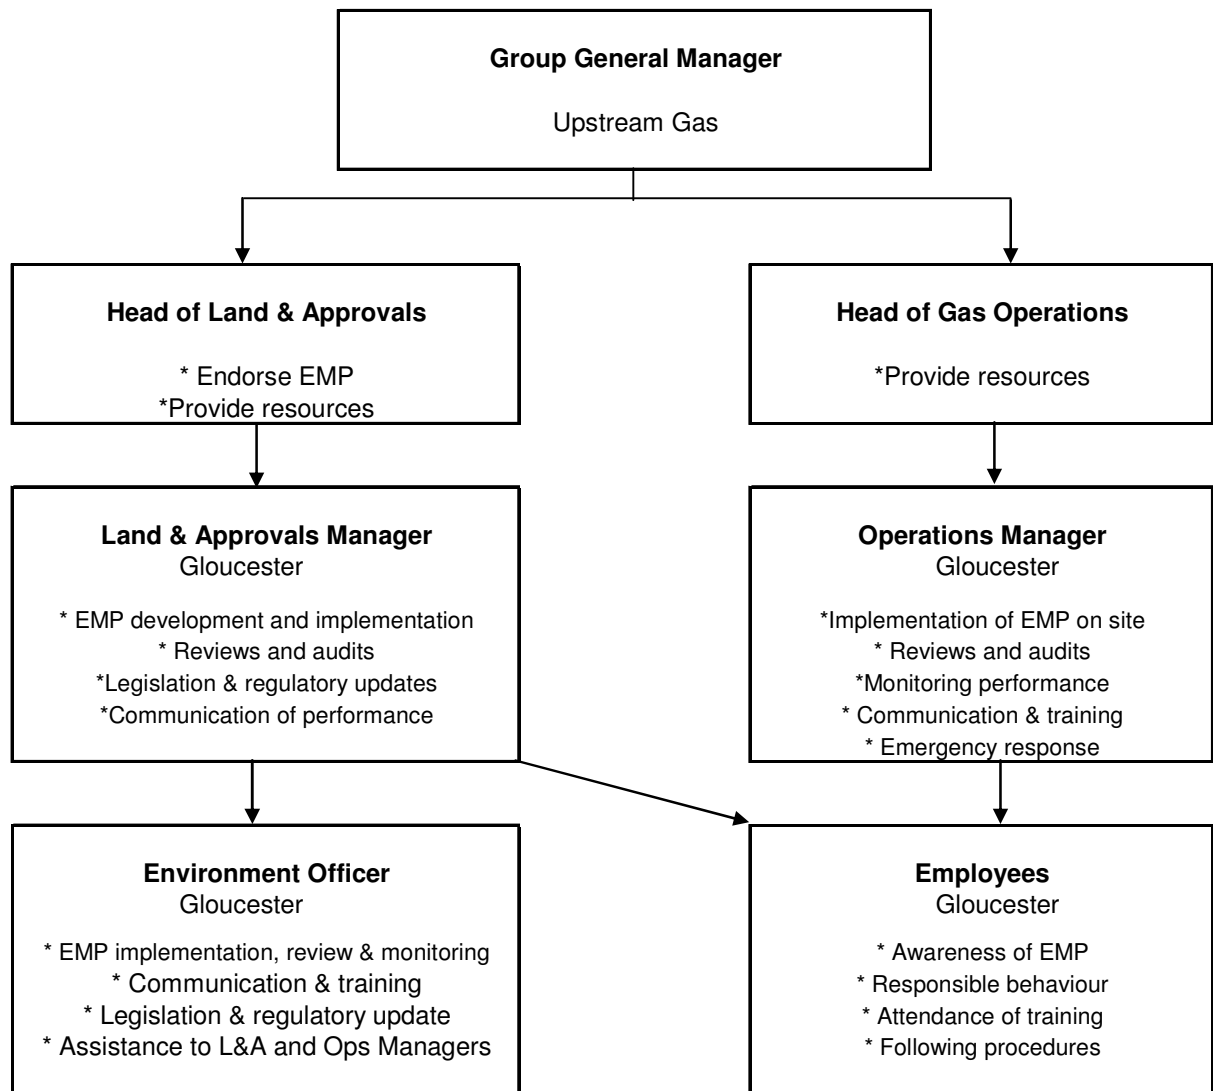 Group General Manager
Upstream Gas
Head of Land & Approvals
* Endorse EMP
*Provide resources
Head of Gas Operations
*Provide resources
Land & Approvals Manager
Gloucester
* EMP development and implementation
* Reviews and audits
*Legislation & regulatory updates
*Communication of performance
Operations Manager
Gloucester
*Implementation of EMP on site
* Reviews and audits
*Monitoring performance
* Communication & training
* Emergency response
Environment Officer
Gloucester
* EMP implementation, review & monitoring
* Communication & training
* Legislation & regulatory update
* Assistance to L&A and Ops Managers
Employees
Gloucester
* Awareness of EMP
* Responsible behaviour
* Attendance of training
* Following procedures